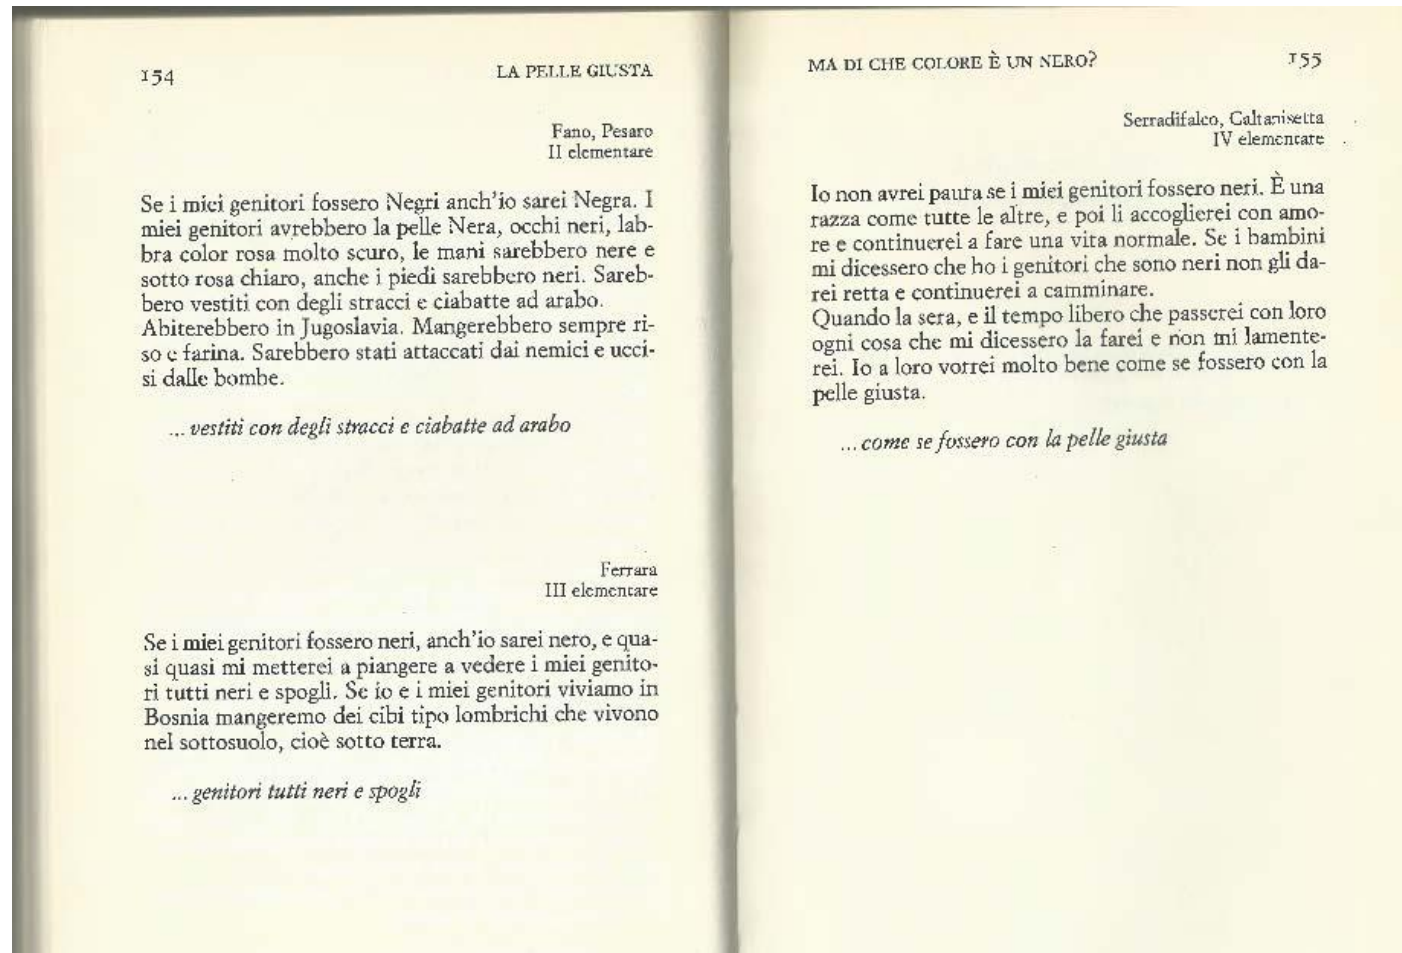 154
LA PELLE GIUSTA
Fano, Pesaro
II elementare
Se i miei genitori fossero Negri anch'io sarei Negra. I
miei genitori avrebbero la pelle Nera, occhi neri, lab-
bra color rosa molto scuro, le mani sarebbero nere e
sotto rosa chiaro, anche i piedi sarebbero neri. Sareb-
bero vestiti con degli stracci e ciabatte ad arabo.
Abiterebbero in Jugoslavia. Mangerebbero sempre ri-
so e farina. Sarebbero stati attaccati dai nemici e ucci-
si dalle bombe.
... vestiti con degli stracci e ciabatte ad arabo
Ferrara
III elementare
Se i miei genitori fossero neri, anch'io sarei nero, e qua-
si quasi mi metterei a piangere a vedere i miei genito-
ri tutti neri e spogli. Se io e i miei genitori viviamo in
Bosnia mangeremo dei cibi tipo lombrichi che vivono
nel sottosuolo, cioè sotto terra.
... genitori tutti neri e spogli
MA DI CHE COLORE È UN NERO?
155
Serradifalco, Caltanisetta
IV elementare
Io non avrei paura se i miei genitori fossero neri. È una
razza come tutte le altre, e poi li accoglierei con amo-
re e continuerei a fare una vita normale. Se i bambini
mi dicessero che ho i genitori che sono neri non gli da-
rei retta e continuerei a camminare.
Quando la sera, e il tempo libero che passerei con loro
ogni cosa che mi dicessero la farei e non mi lamente-
rei. Io a loro vorrei molto bene come se fossero con la
pelle giusta.
... come se fossero con la pelle giusta